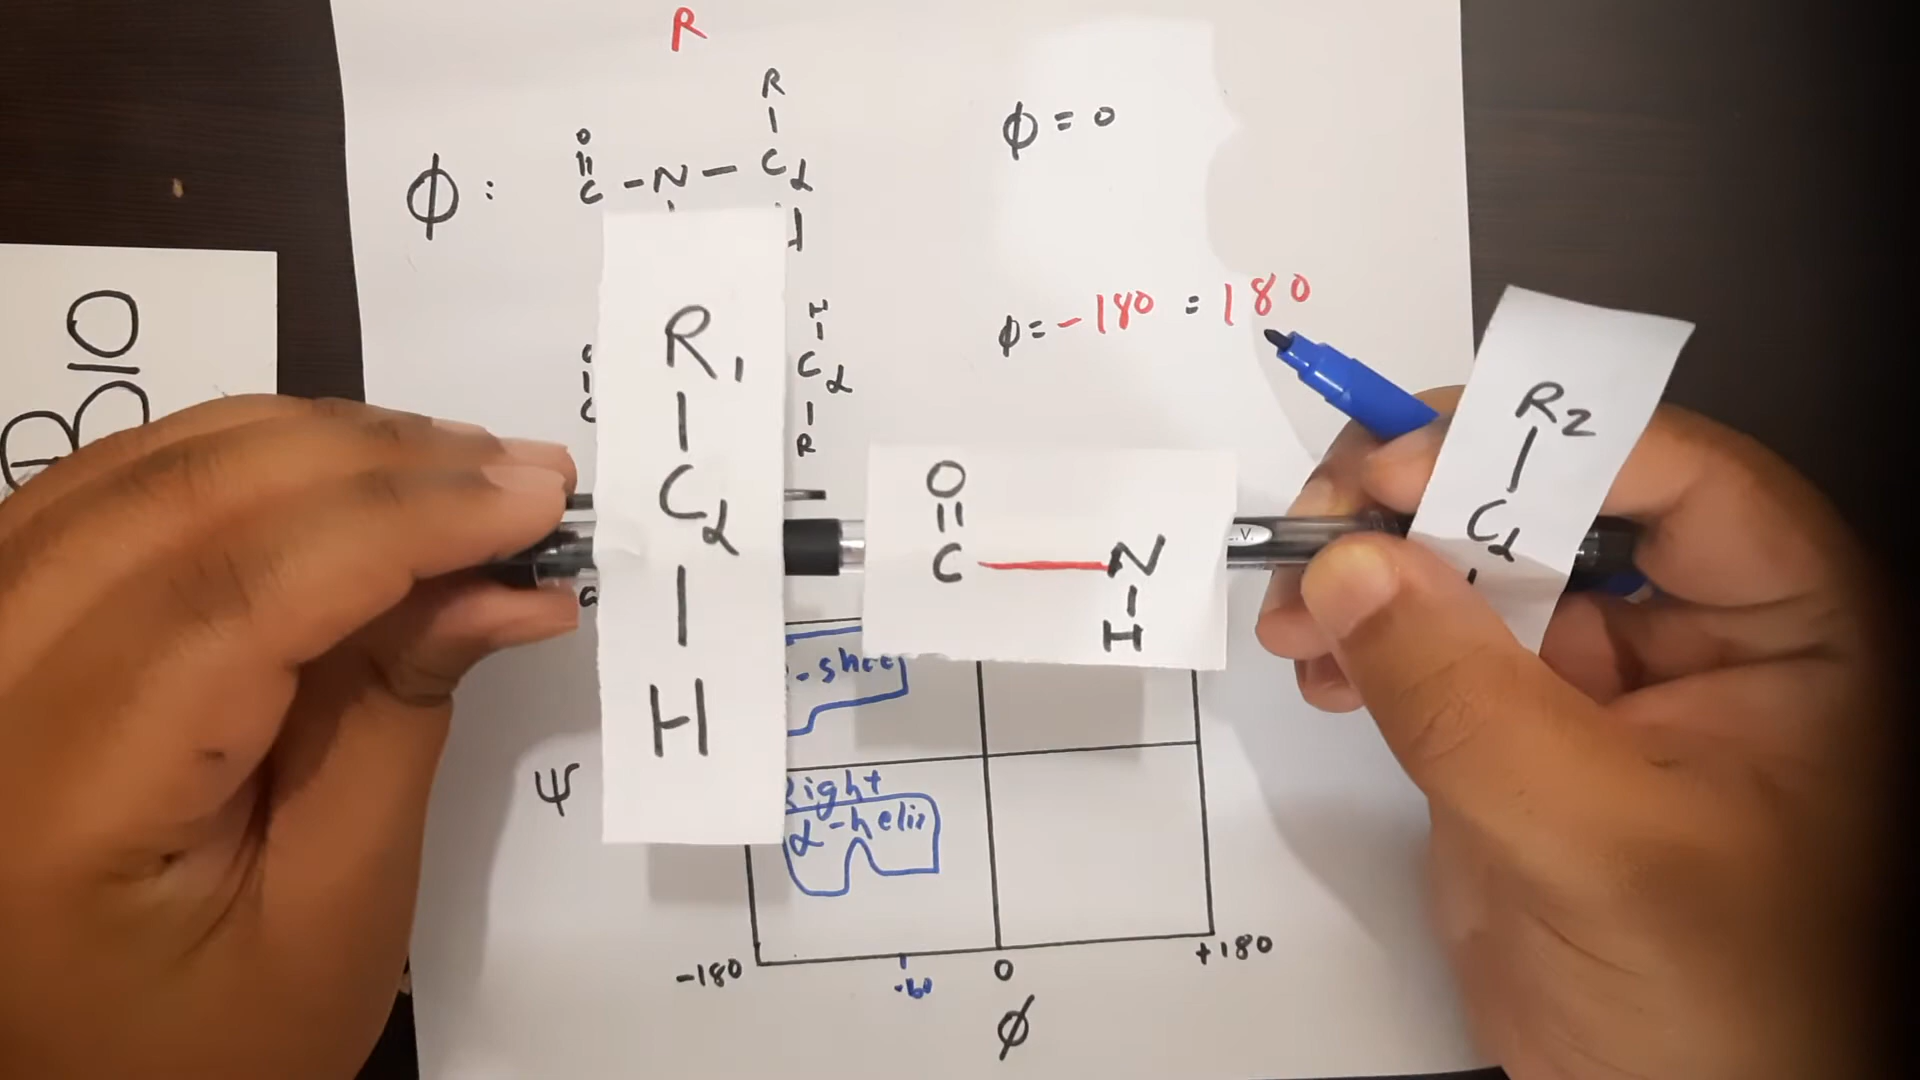 R
R
O
C - N - Cα
ϕ :
ϕ = 0
ϕ = -180 = 180
H
Cα
R
BIO
R1
Cα
H
O
C — N
H
R2
Cα
-shee
Right
α-helix
ψ
-180
-60
0
+180
ϕ